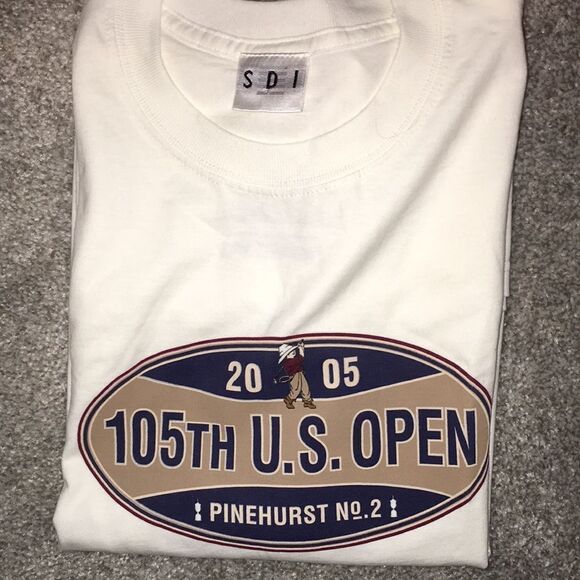 SDI
20 05
105TH U.S. OPEN
PINEHURST Nº.2